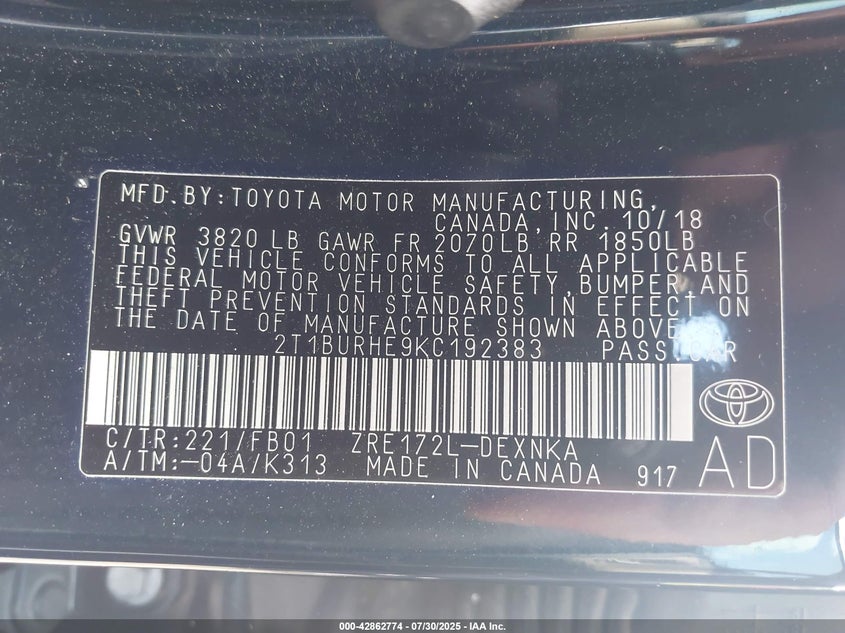 MFD.BY:TOYOTA MOTOR MANUFACTURING,
CANADA, INC. 10/18
GVWR 3820 LB GAWR FR 2070LB RR 1850LB
THIS VEHICLE CONFORMS TO ALL APPLICABLE
FEDERAL MOTOR VEHICLE SAFETY, BUMPER, AND
THEFT PREVENTION STANDARDS IN EFFECT ON
THE DATE OF MANUFACTURE SHOWN ABOVE.
2T1BURHE9KC192383 PASS CAR
C/TR:221/FB01 ZRE172L-DEXNKA
A/TM:-04A/K313 MADE IN CANADA 917 AD
000-42862774 - 07/30/2025 - IAA Inc.